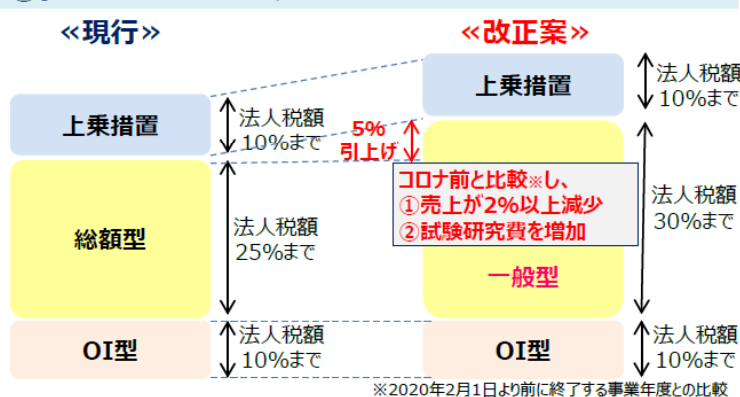 ≪現行≫
≪改正案≫
上乗措置
法人税額
10%まで
上乗措置
法人税額
10%まで
5%
引上げ
総額型
法人税額
25%まで
コロナ前と比較※し、
①売上が2%以上減少
②試験研究費を増加
一般型
法人税額
30%まで
OI型
法人税額
10%まで
OI型
法人税額
10%まで
※2020年2月1日より前に終了する事業年度との比較